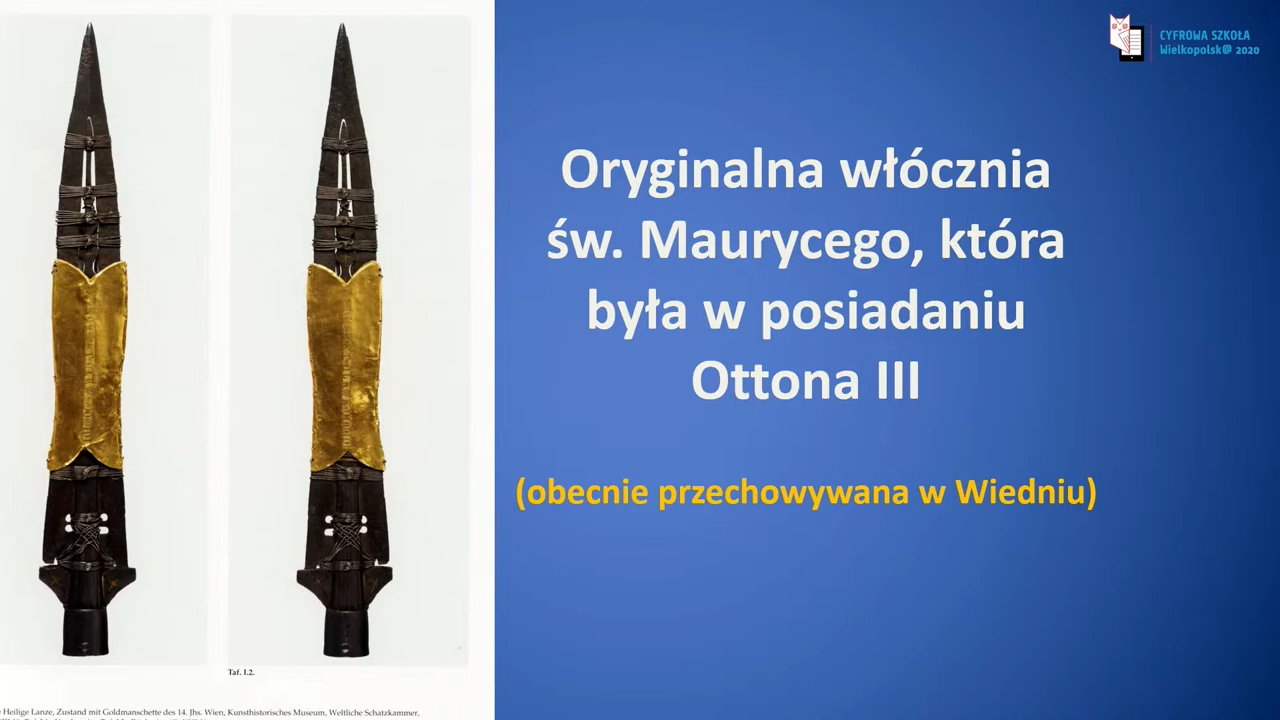 CYFROWA SZKOŁA
Wielkopolsk@ 2020
Oryginalna włócznia
św. Maurycego, która
była w posiadaniu
Ottona III
(obecnie przechowywana w Wiedniu)
Taf. I.2.
Heilige Lanze, Zustand mit Goldmanschette des 14. Jhs. Wien, Kunsthistorisches Museum, Weltliche Schatzkammer,